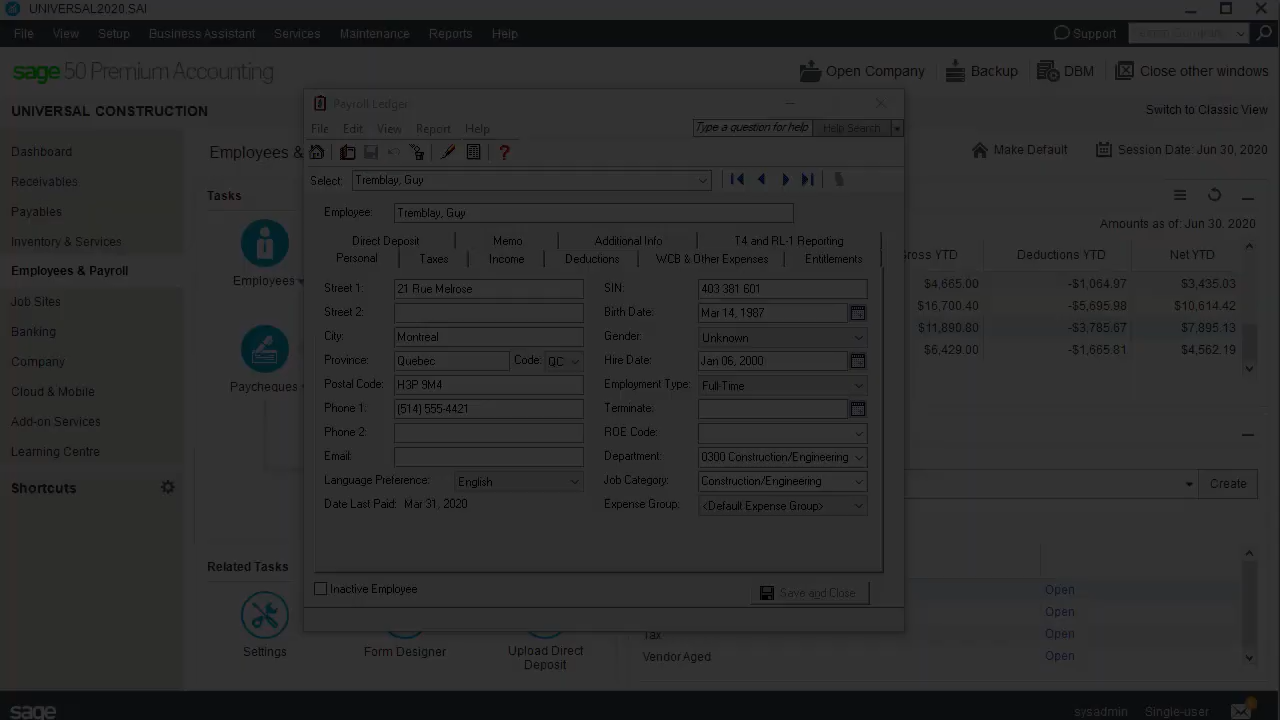 UNIVERSAL2020.SAI
File View Setup Business Assistant Services Maintenance Reports Help
Support
sage 50 Premium Accounting
Open Company Backup DBM Close other windows
UNIVERSAL CONSTRUCTION
Switch to Classic View
Dashboard
Receivables
Payables
Inventory & Services
Employees & Payroll
Job Sites
Banking
Company
Cloud & Mobile
Add-on Services
Learning Centre
Shortcuts
Employees &
Make Default Session Date: Jun 30, 2020
Tasks
Employees
Paycheques
Related Tasks
Settings
Form Designer
Upload Direct
Deposit
Payroll Ledger
File Edit View Report Help
Type a question for help Help Search
Select: Tremblay, Guy
Employee: Tremblay, Guy
Direct Deposit Memo Additional Info T4 and RL-1 Reporting
Personal Taxes Income Deductions WCB & Other Expenses Entitlements
Street 1: 21 Rue Melrose
Street 2:
City: Montreal
Province: Quebec Code: QC
Postal Code: H3P 9M4
Phone 1: (514) 555-4421
Phone 2:
Email:
Language Preference: English
Date Last Paid: Mar 31, 2020
SIN: 403 381 601
Birth Date: Mar 14, 1987
Gender: Unknown
Hire Date: Jan 06, 2000
Employment Type: Full-Time
Terminate:
ROE Code:
Department: 0300 Construction/Engineering
Job Category: Construction/Engineering
Expense Group: <Default Expense Group>
Inactive Employee
Save and Close
Amounts as of: Jun 30. 2020
Gross YTD Deductions YTD Net YTD
$4,665.00 -$1,064.97 $3,435.03
$16,700.40 -$5,695.98 $10,614.42
$11,890.80 -$3,785.67 $7,895.13
$6,429.00 -$1,665.81 $4,562.19
Create
Open
Open
Tax Open
Vendor Aged Open
sage
sysadmin Single-user